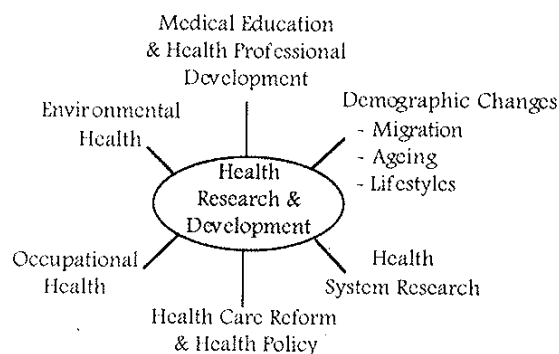 Medical Education
& Health Professional
Development
Environmental
Health
Demographic Changes
- Migration
- Ageing
- Lifestyles
Health
Research &
Development
Occupational
Health
Health
System Research
Health Care Reform
& Health Policy